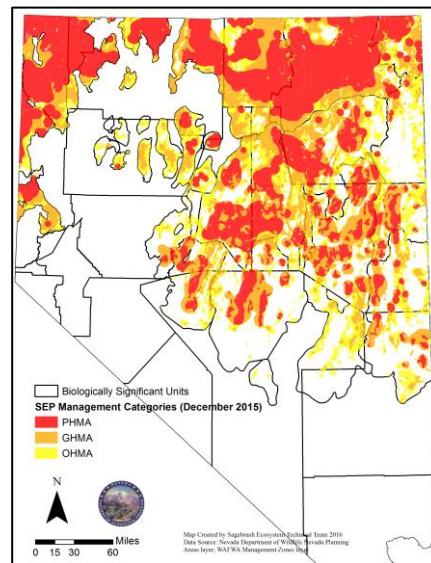 Biologically Significant Units
SEP Management Categories (December 2015)
PHMA
GHMA
OHMA
N
Miles
0 15 30 60
Map Created by Sagebrush Ecosystem Technical Team 2016
Data Source: Nevada Department of Wildlife Nevada Planning
Areas layer; WAFWA Management Zones layer